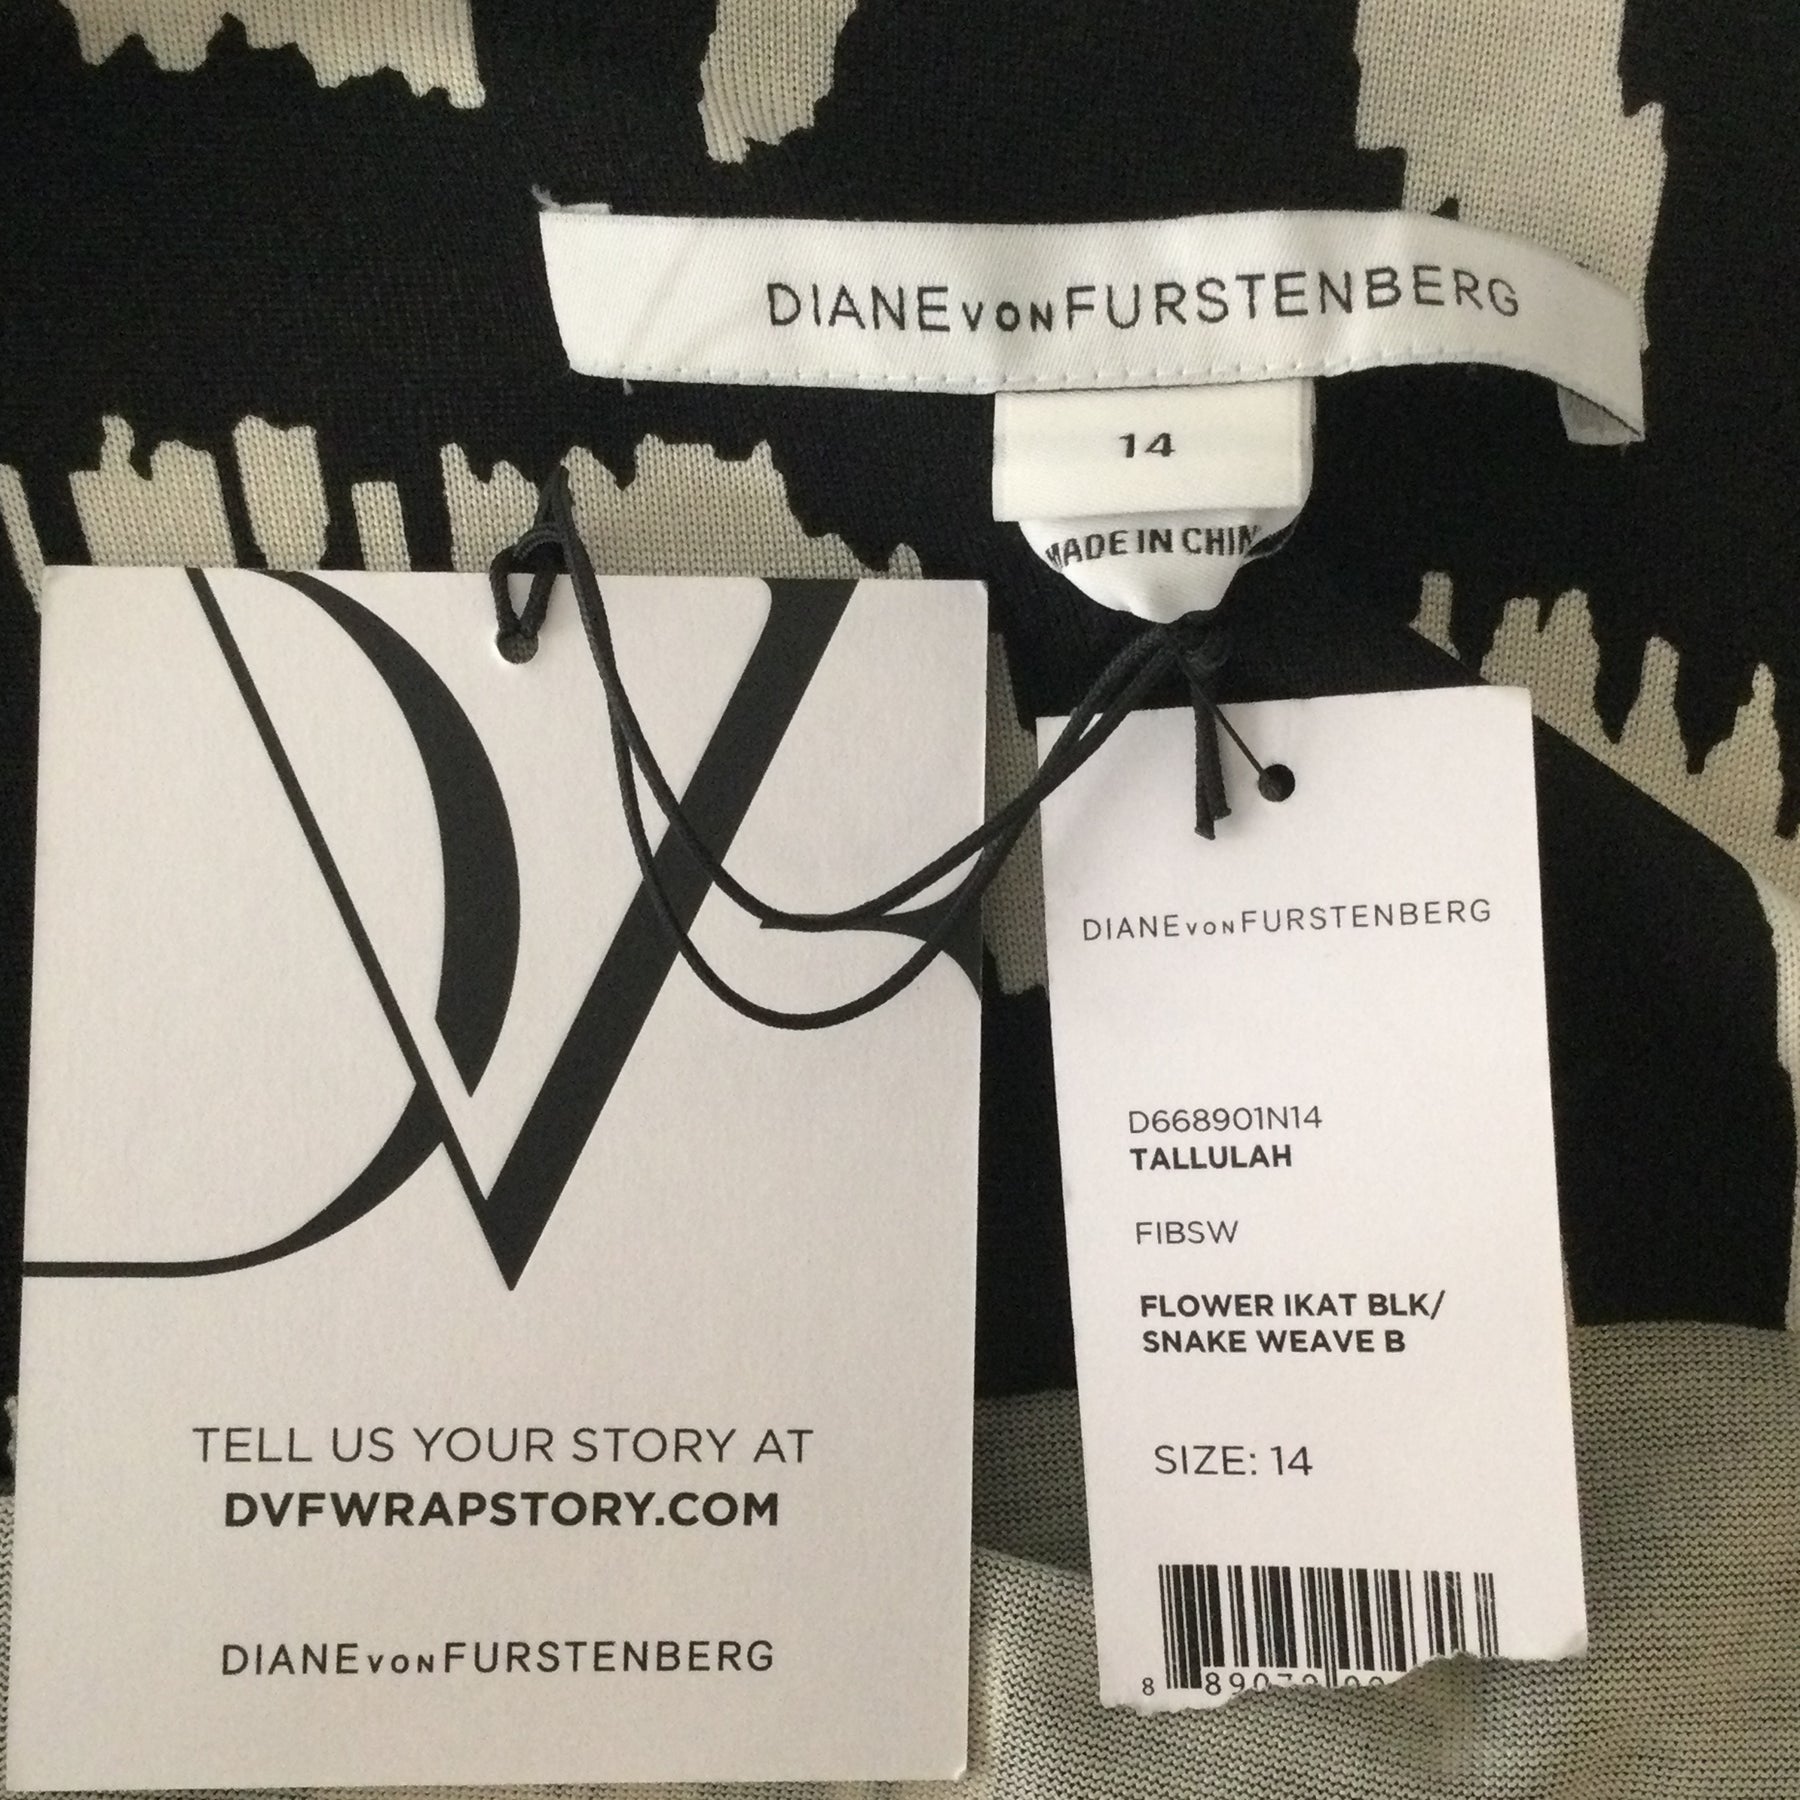 DIANE VON FURSTENBERG
14
MADE IN CHIN
DV
TELL US YOUR STORY AT
DVFWRAPSTORY.COM
DIANE VON FURSTENBERG
DIANE VON FURSTENBERG
D668901N14
TALLULAH
FIBSW
FLOWER IKAT BLK/
SNAKE WEAVE B
SIZE: 14
8